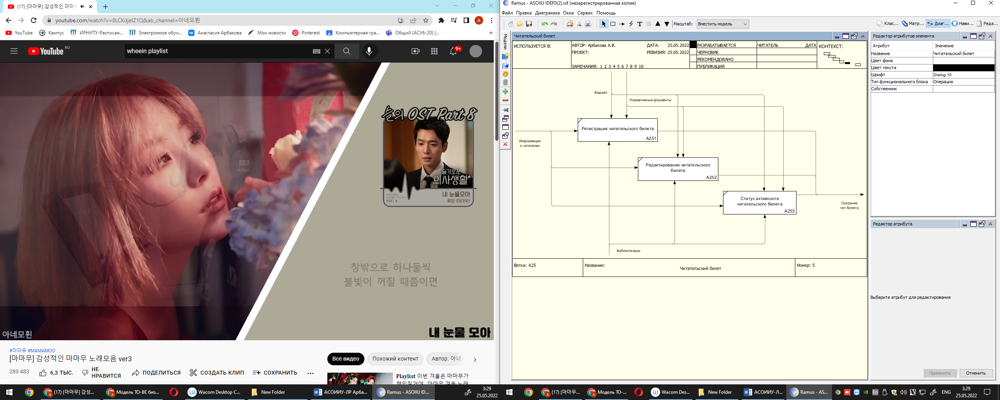 (17) [마마무] 감성적인 마마무
youtube.com/watch?v=8LCKdjelZ1Q&ab_channel=아네모휜
A
YouTube
Кампус
ИРНИТУ-Расписан...
Электронное обуч...
Анастасия Арбакова
Мои новости
Pinterest
Компьютерная гра...
Общий (АСУб-20) |...
»
YouTube RU
wheein playlist
9+
늘의 OST Part 8
슬기로운
의사생활
ORIGINAL
SOUND TRACK
PART 8
내 눈물모아
휘인 (마마무)
창밖으로 하나둘씩
불빛이 꺼질 때쯤이면
아네모휜
내 눈물 모아
#마마무 #MAMAMOO
[마마무] 감성적인 마마무 노래모음 ver3
289 483
6,3 ТЫС.
НЕ НРАВИТСЯ
ПОДЕЛИТЬСЯ
СОЗДАТЬ КЛИП
СОХРАНИТЬ
Все видео
Похожий контент
Автор: 아네
Playlist 이번 겨울은 마마무가
Ramus - ASOIIU IDEF0(2).rsf (незарегистрированная копия)
Файл Правка Диаграмма Окна Сервис Помощь
Масштаб:
Вместить модель
Клас...
Матр...
Диаг...
Нави...
Реда...
Модели
Читательский билет
ИСПОЛЬЗУЕТСЯ В:
АВТОР: Арбакова А.В.
ДАТА: 25.05.2022
ПРОЕКТ:
РЕВИЗИЯ: 25.05.2022
ЗАМЕЧАНИЯ: 1 2 3 4 5 6 7 8 9 10
РАЗРАБАТЫВАЕТСЯ
ЧЕРНОВИК
РЕКОМЕНДОВАНО
ПУБЛИКАЦИЯ
ЧИТАТЕЛЬ
ДАТА
КОНТЕКСТ:
Бюджет
Нормативные документы
Регистрация читательского билета
A251
Информация
о читателях
Редактирование читательского
билета
A252
Статус активности
читательского билета
A253
Сохрание
чит.билета
Библиотекари
Ветка: A25
Название:
Читательский билет
Номер: 5
Редактор атрибутов элемента
Атрибут Значение
Название Читательский билет
Цвет фона
Цвет текста
Шрифт Dialog 10
Тип функционального блока Операция
Собственник
Редактор атрибута
Выберите атрибут для редактирования
Применить
Отменить
(17) [마마무] 감성...
Модель TO-BE биз...
Wacom Desktop C...
New Folder
АСОИИУ-ЛР Арба...
Ramus - ASOIIU ID...
3:29
25.05.2022
(17) [마마무...
Модель TO-...
Wacom Des...
New Folder
АСОИИУ-Л...
Ramus - AS...
En
ENG
3:29
25.05.2022